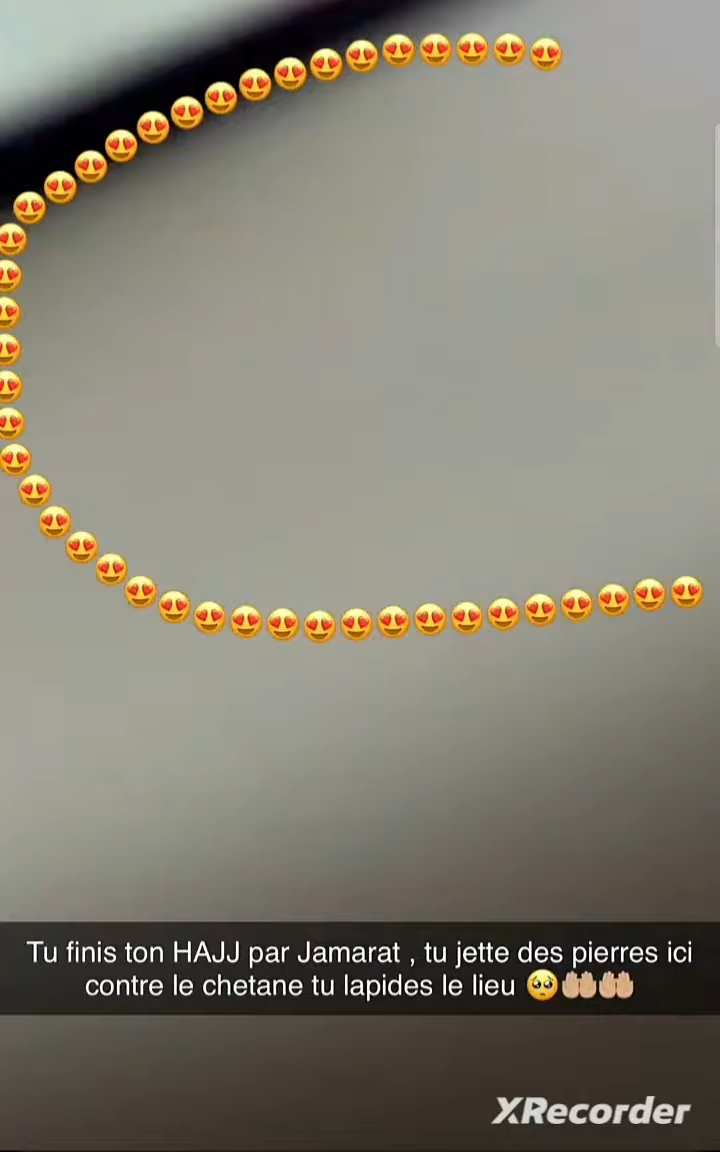 Tu finis ton HAJJ par Jamarat , tu jette des pierres ici
contre le chetane tu lapides le lieu 🥺🤲🏼🤲🏼
XRecorder